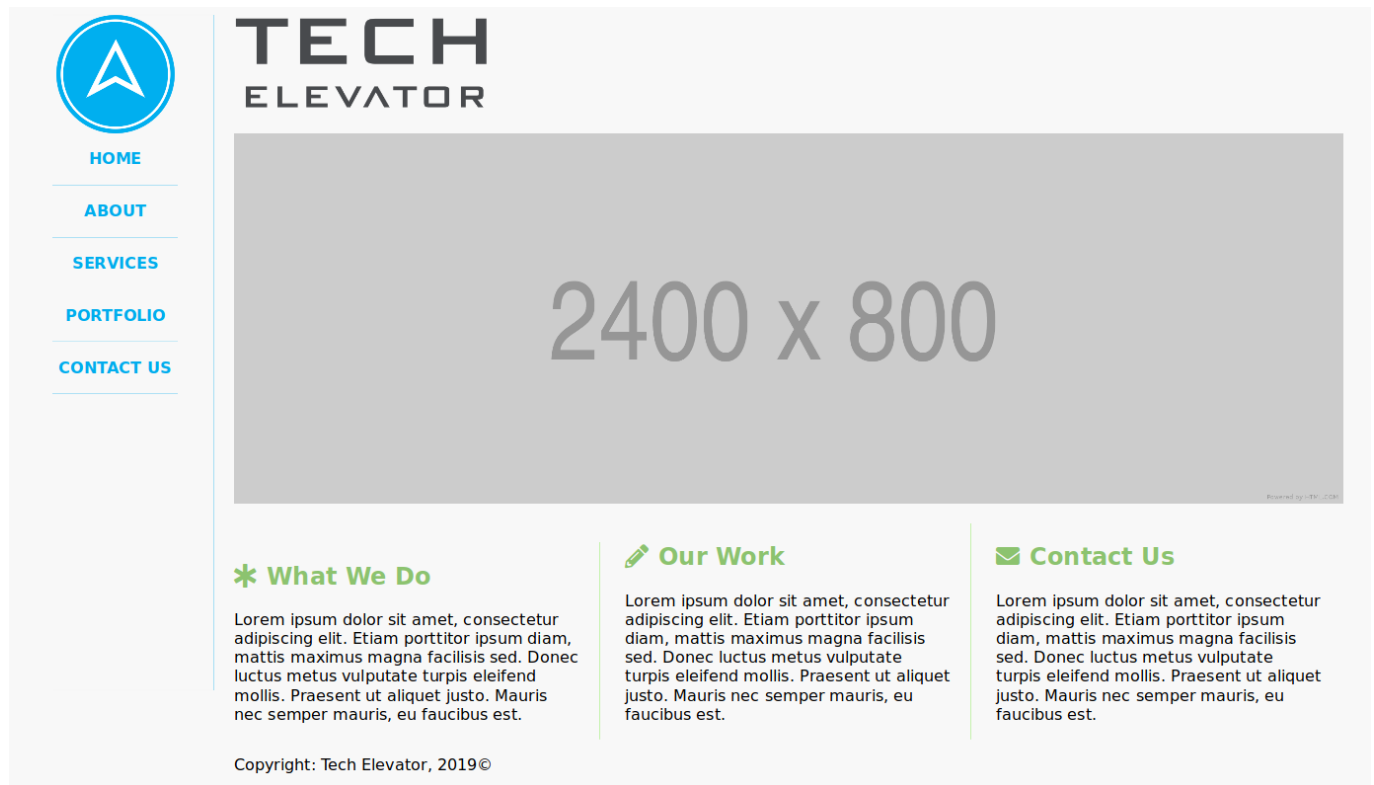 TECH
ELEVATOR
HOME
ABOUT
SERVICES
PORTFOLIO
CONTACT US
2400 x 800
What We Do
Lorem ipsum dolor sit amet, consectetur
adipiscing elit. Etiam porttitor ipsum diam,
mattis maximus magna facilisis sed. Donec
luctus metus vulputate turpis eleifend
mollis. Praesent ut aliquet justo. Mauris
nec semper mauris, eu faucibus est.
Our Work
Lorem ipsum dolor sit amet, consectetur
adipiscing elit. Etiam porttitor ipsum
diam, mattis maximus magna facilisis
sed. Donec luctus metus vulputate
turpis eleifend mollis. Praesent ut aliquet
justo. Mauris nec semper mauris, eu
faucibus est.
Contact Us
Lorem ipsum dolor sit amet, consectetur
adipiscing elit. Etiam porttitor ipsum
diam, mattis maximus magna facilisis
sed. Donec luctus metus vulputate
turpis eleifend mollis. Praesent ut aliquet
justo. Mauris nec semper mauris, eu
faucibus est.
Copyright: Tech Elevator, 2019©